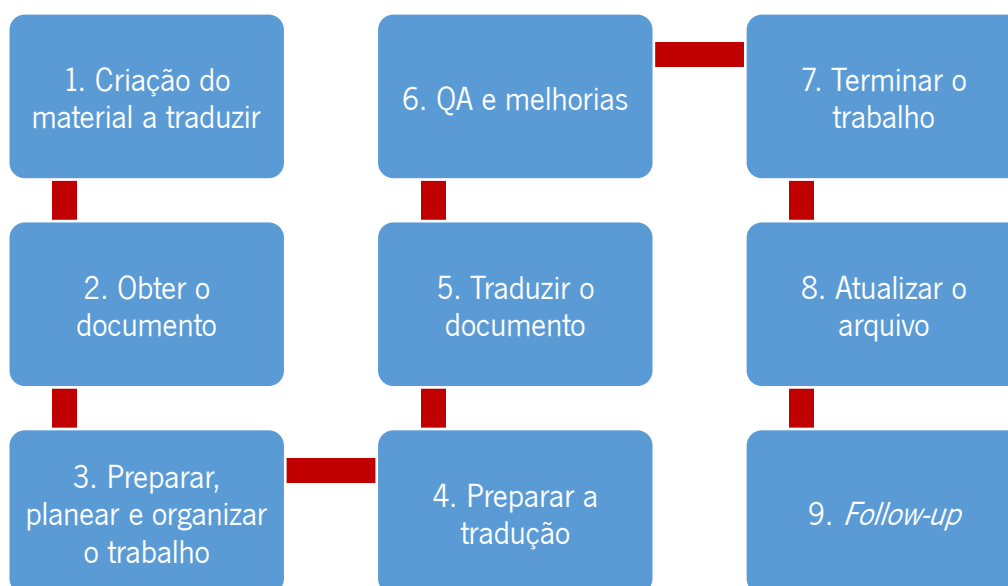 1. Criação do
material a traduzir
2. Obter o
documento
3. Preparar,
planear e organizar
o trabalho
4. Preparar a
tradução
5. Traduzir o
documento
6. QA e melhorias
7. Terminar o
trabalho
8. Atualizar o
arquivo
9. Follow-up